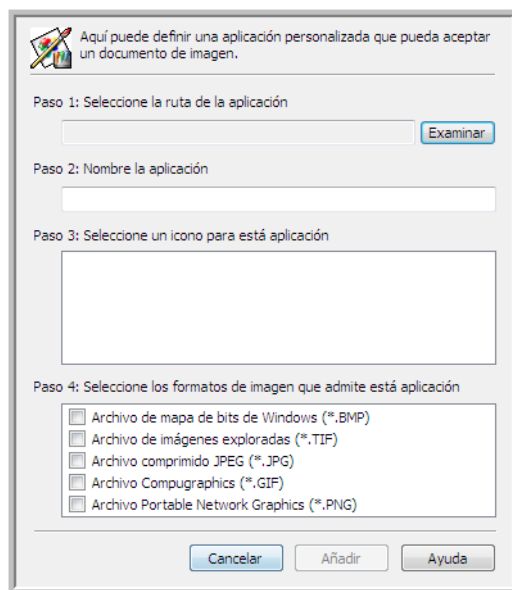 Aquí puede definir una aplicación personalizada que pueda aceptar
un documento de imagen.
Paso 1: Seleccione la ruta de la aplicación
Examinar
Paso 2: Nombre la aplicación
Paso 3: Seleccione un icono para está aplicación
Paso 4: Seleccione los formatos de imagen que admite está aplicación
Archivo de mapa de bits de Windows (*.BMP)
Archivo de imágenes exploradas (*.TIF)
Archivo comprimido JPEG (*.JPG)
Archivo Compugraphics (*.GIF)
Archivo Portable Network Graphics (*.PNG)
Cancelar Añadir Ayuda